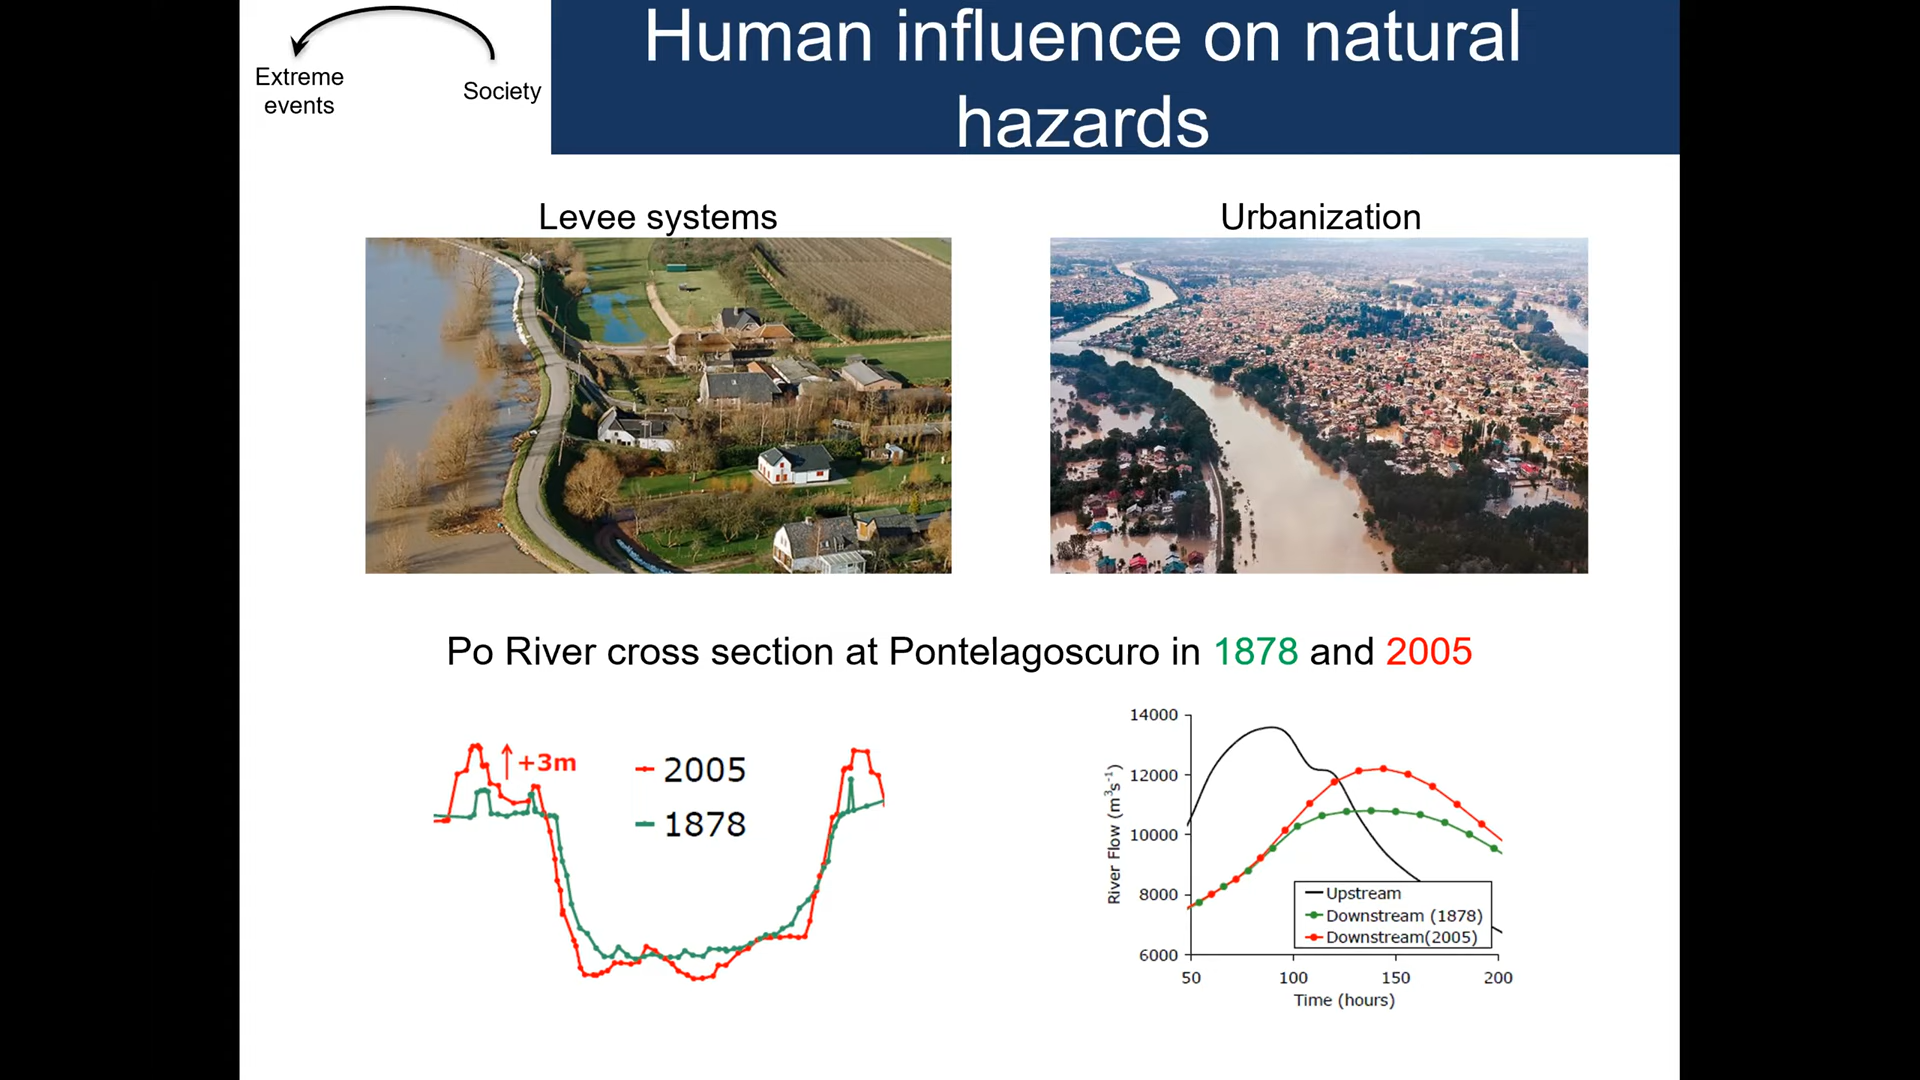 Extreme
events
Society
Human influence on natural
hazards
Levee systems
Urbanization
Po River cross section at Pontelagoscuro in 1878 and 2005
+3m
2005
1878
14000
12000
10000
8000
6000
River Flow (m³s⁻¹)
Upstream
Downstream (1878)
Downstream(2005)
50
100
150
200
Time (hours)